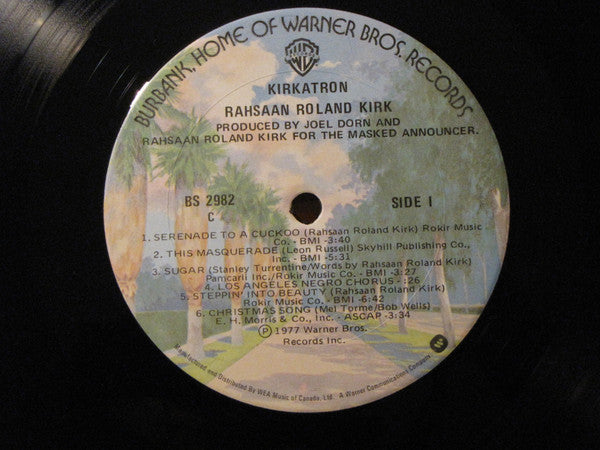 BURBANK, HOME OF WARNER BROS. RECORDS
KIRKATRON
RAHSAAN ROLAND KIRK
PRODUCED BY JOEL DORN AND
RAHSAAN ROLAND KIRK FOR THE MASKED ANNOUNCER.
BS 2982
C
SIDE I
1. SERENADE TO A CUCKOO (Rahsaan Roland Kirk) Rokir Music
Co. - BMI -3:40
2. THIS MASQUERADE (Leon Russell) Skyhill Publishing Co.,
Inc. - BMI - 5:31
3. SUGAR (Stanley Turrentine/Words by Rahsaan Roland Kirk)
Pamcarli Inc./Rokir Music Co. - BMI - 3:27
4. LOS ANGELES NEGRO CHORUS - :26
5. STEPPIN' INTO BEAUTY (Rahsaan Roland Kirk)
Rokir Music Co. - BMI - 6:42
6. CHRISTMAS SONG (Mel Torme/Bob Wells)
E. H. Morris & Co., Inc. - ASCAP - 3:34
Ⓟ 1977 Warner Bros.
Records Inc.
Manufactured and Distributed By WEA Music of Canada, Ltd. A Warner Communications Company